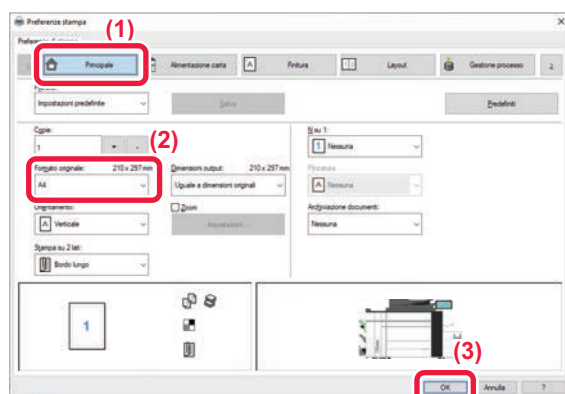 Preferenze stampa
(1)
Principale Alimentazione carta Finitura Layout Gestione processo
Impostazioni predefinite Salva Predefiniti
Copie: N su 1:
1 + - (2) 1 Nessuna
Formato originale: 210 x 297 mm Dimensioni output: 210 x 297 mm Pinzatura
A4 Uguale a dimensioni originali A Nessuna
Orientamento: Zoom Archiviazione documenti:
A Verticale Impostazioni... Nessuna
Stampa su 2 lati:
Bordo lungo
1
(3)
OK Annulla ?